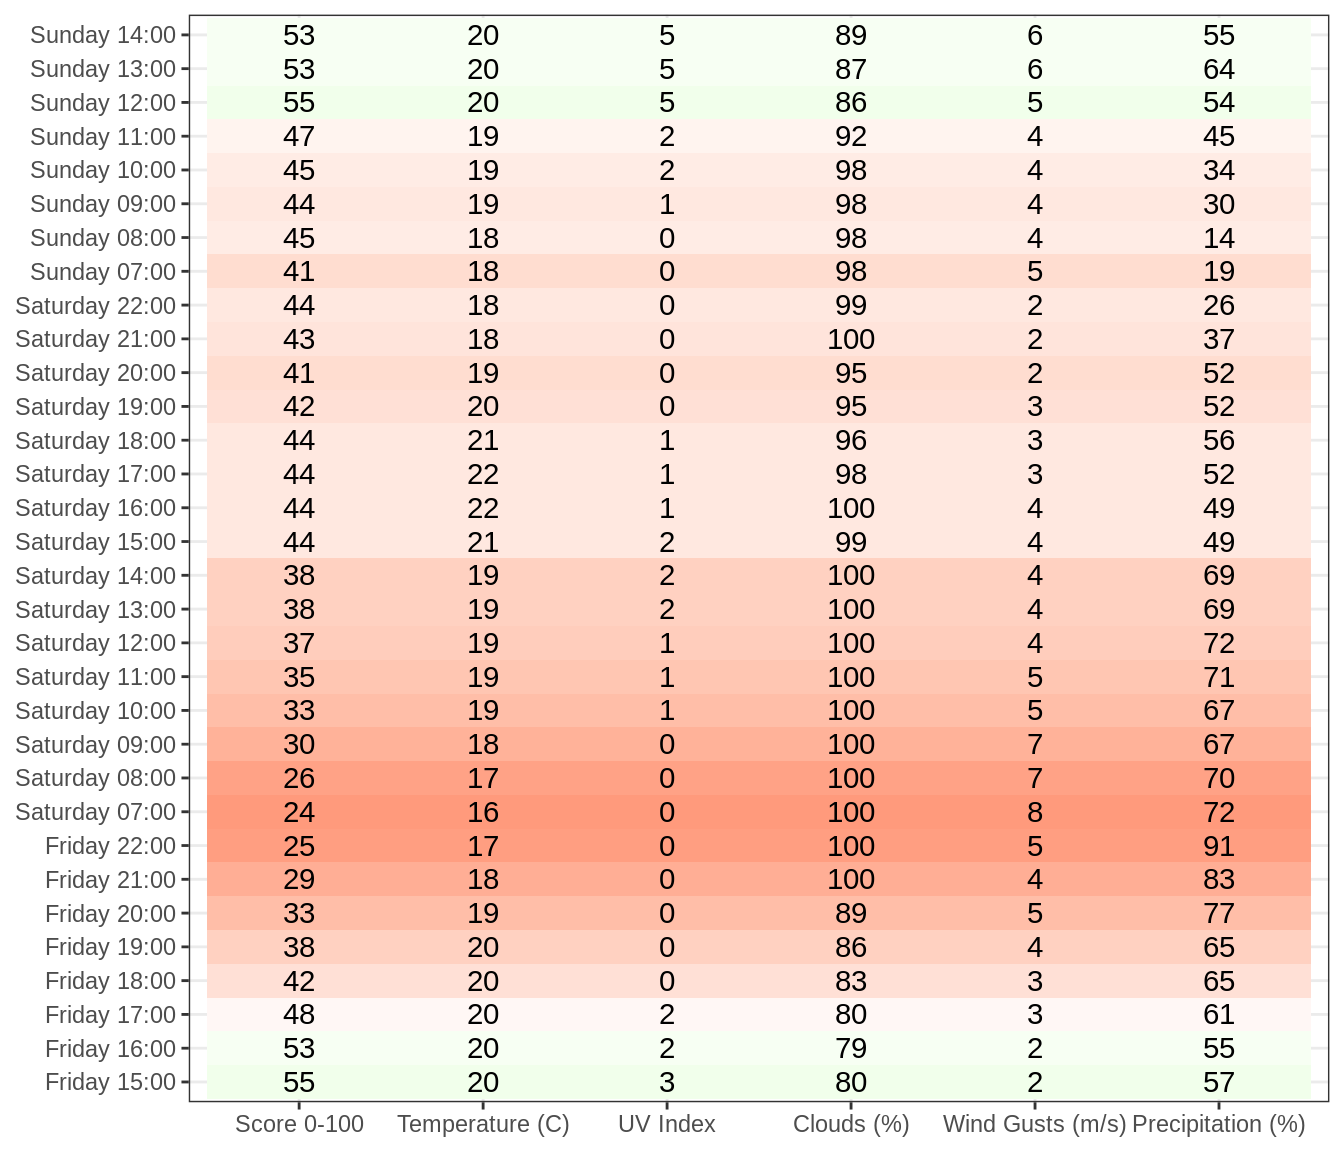 Sunday 14:00 53 20 5 89 6 55
Sunday 13:00 53 20 5 87 6 64
Sunday 12:00 55 20 5 86 5 54
Sunday 11:00 47 19 2 92 4 45
Sunday 10:00 45 19 2 98 4 34
Sunday 09:00 44 19 1 98 4 30
Sunday 08:00 45 18 0 98 4 14
Sunday 07:00 41 18 0 98 5 19
Saturday 22:00 44 18 0 99 2 26
Saturday 21:00 43 18 0 100 2 37
Saturday 20:00 41 19 0 95 2 52
Saturday 19:00 42 20 0 95 3 52
Saturday 18:00 44 21 1 96 3 56
Saturday 17:00 44 22 1 98 3 52
Saturday 16:00 44 22 1 100 4 49
Saturday 15:00 44 21 2 99 4 49
Saturday 14:00 38 19 2 100 4 69
Saturday 13:00 38 19 2 100 4 69
Saturday 12:00 37 19 1 100 4 72
Saturday 11:00 35 19 1 100 5 71
Saturday 10:00 33 19 1 100 5 67
Saturday 09:00 30 18 0 100 7 67
Saturday 08:00 26 17 0 100 7 70
Saturday 07:00 24 16 0 100 8 72
Friday 22:00 25 17 0 100 5 91
Friday 21:00 29 18 0 100 4 83
Friday 20:00 33 19 0 89 5 77
Friday 19:00 38 20 0 86 4 65
Friday 18:00 42 20 0 83 3 65
Friday 17:00 48 20 2 80 3 61
Friday 16:00 53 20 2 79 2 55
Friday 15:00 55 20 3 80 2 57
Score 0-100 Temperature (C) UV Index Clouds (%) Wind Gusts (m/s) Precipitation (%)